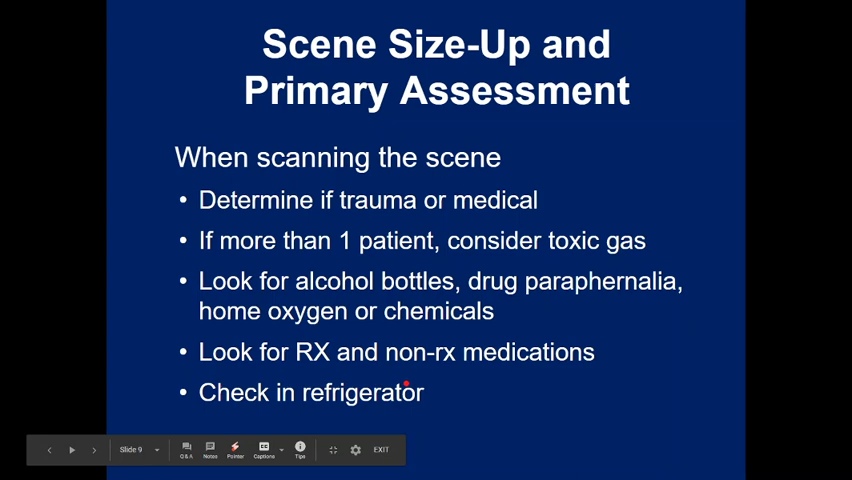 Scene Size-Up and
Primary Assessment
When scanning the scene
• Determine if trauma or medical
• If more than 1 patient, consider toxic gas
• Look for alcohol bottles, drug paraphernalia,
home oxygen or chemicals
• Look for RX and non-rx medications
• Check in refrigerator
Slide 9
Q&A Notes Pointer Captions Tips EXIT